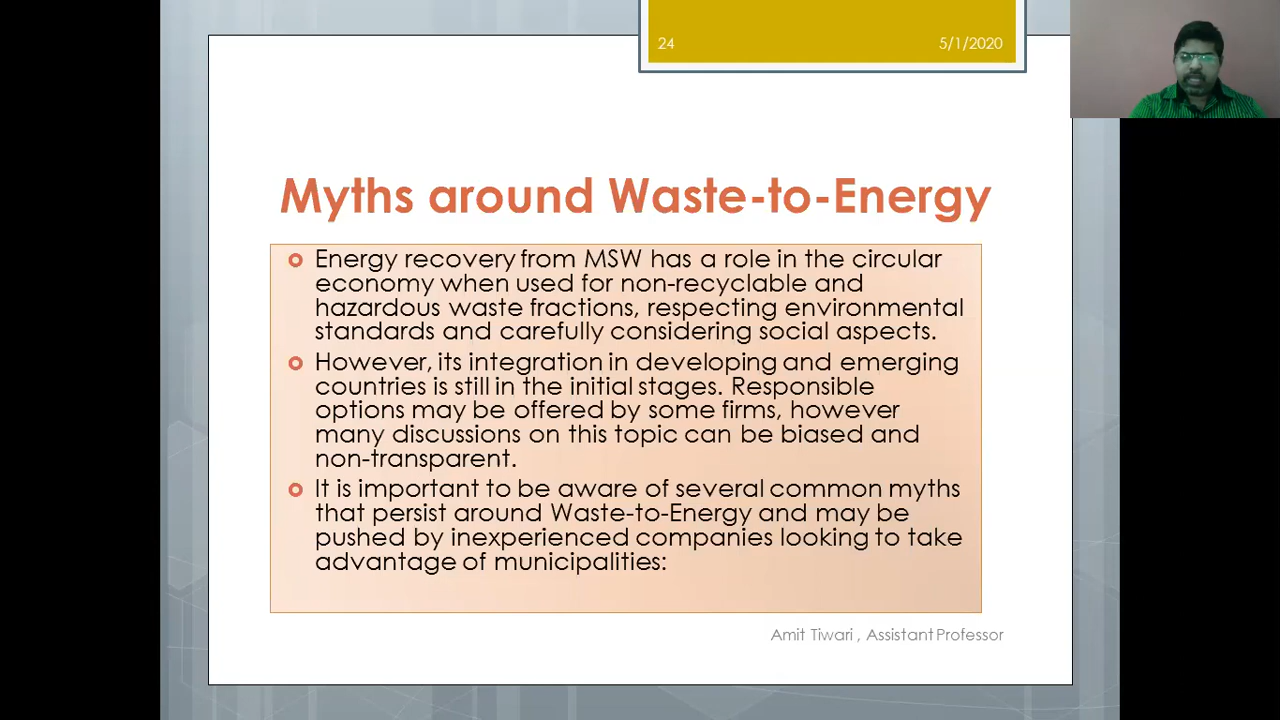 24
5/1/2020
Myths around Waste-to-Energy
Energy recovery from MSW has a role in the circular
economy when used for non-recyclable and
hazardous waste fractions, respecting environmental
standards and carefully considering social aspects.
However, its integration in developing and emerging
countries is still in the initial stages. Responsible
options may be offered by some firms, however
many discussions on this topic can be biased and
non-transparent.
It is important to be aware of several common myths
that persist around Waste-to-Energy and may be
pushed by inexperienced companies looking to take
advantage of municipalities:
Amit Tiwari , Assistant Professor